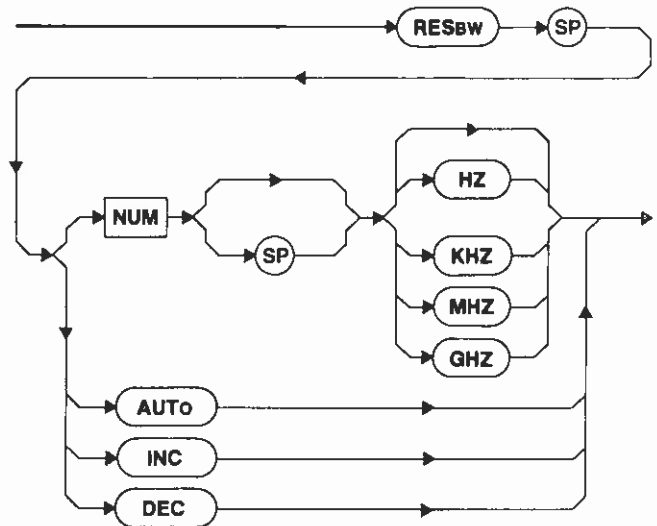 RESBW SP
HZ
NUM
SP
KHZ
MHZ
GHZ
AUTO
INC
DEC